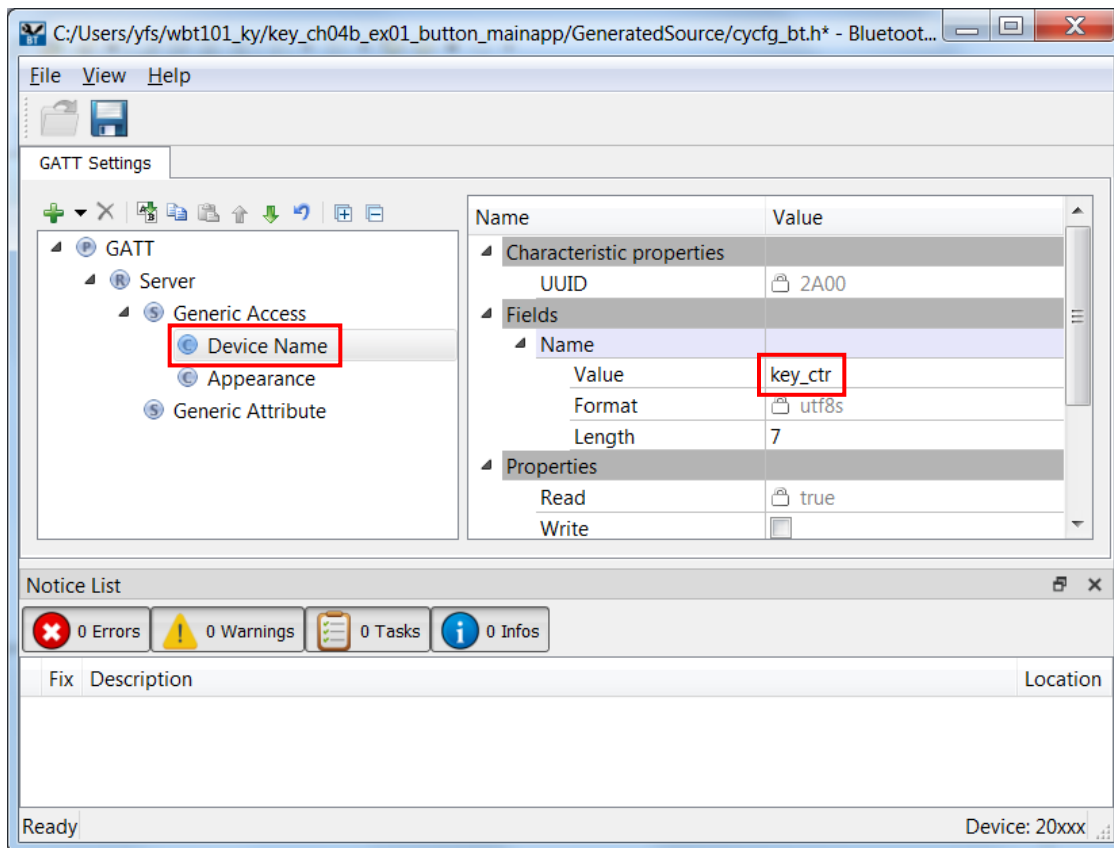 C:/Users/yfs/wbt101_ky/key_ch04b_ex01_button_mainapp/GeneratedSource/cycfg_bt.h* - Bluetoot...
File View Help
GATT Settings
GATT
Server
Generic Access
Device Name
Appearance
Generic Attribute
Name Value
Characteristic properties
UUID 2A00
Fields
Name
Value key_ctr
Format utf8s
Length 7
Properties
Read true
Write
Notice List
0 Errors 0 Warnings 0 Tasks 0 Infos
Fix Description Location
Ready Device: 20xxx